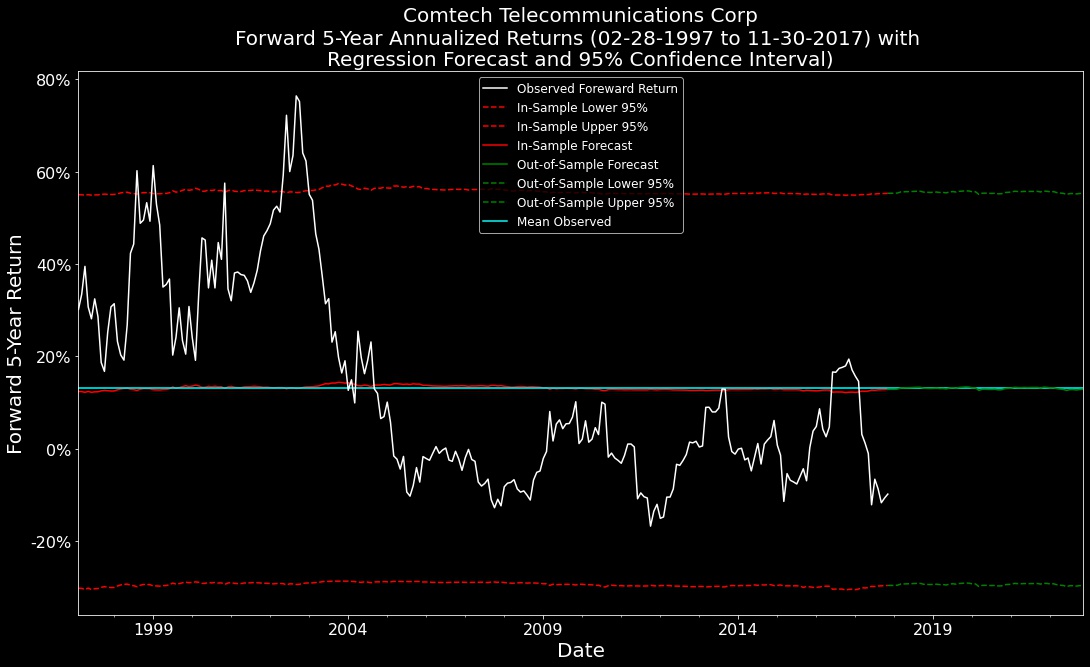 Comtech Telecommunications Corp
Forward 5-Year Annualized Returns (02-28-1997 to 11-30-2017) with
Regression Forecast and 95% Confidence Interval)
80%
60%
40%
20%
0%
-20%
Forward 5-Year Return
Observed Foreward Return
In-Sample Lower 95%
In-Sample Upper 95%
In-Sample Forecast
Out-of-Sample Forecast
Out-of-Sample Lower 95%
Out-of-Sample Upper 95%
Mean Observed
1999
2004
2009
2014
2019
Date